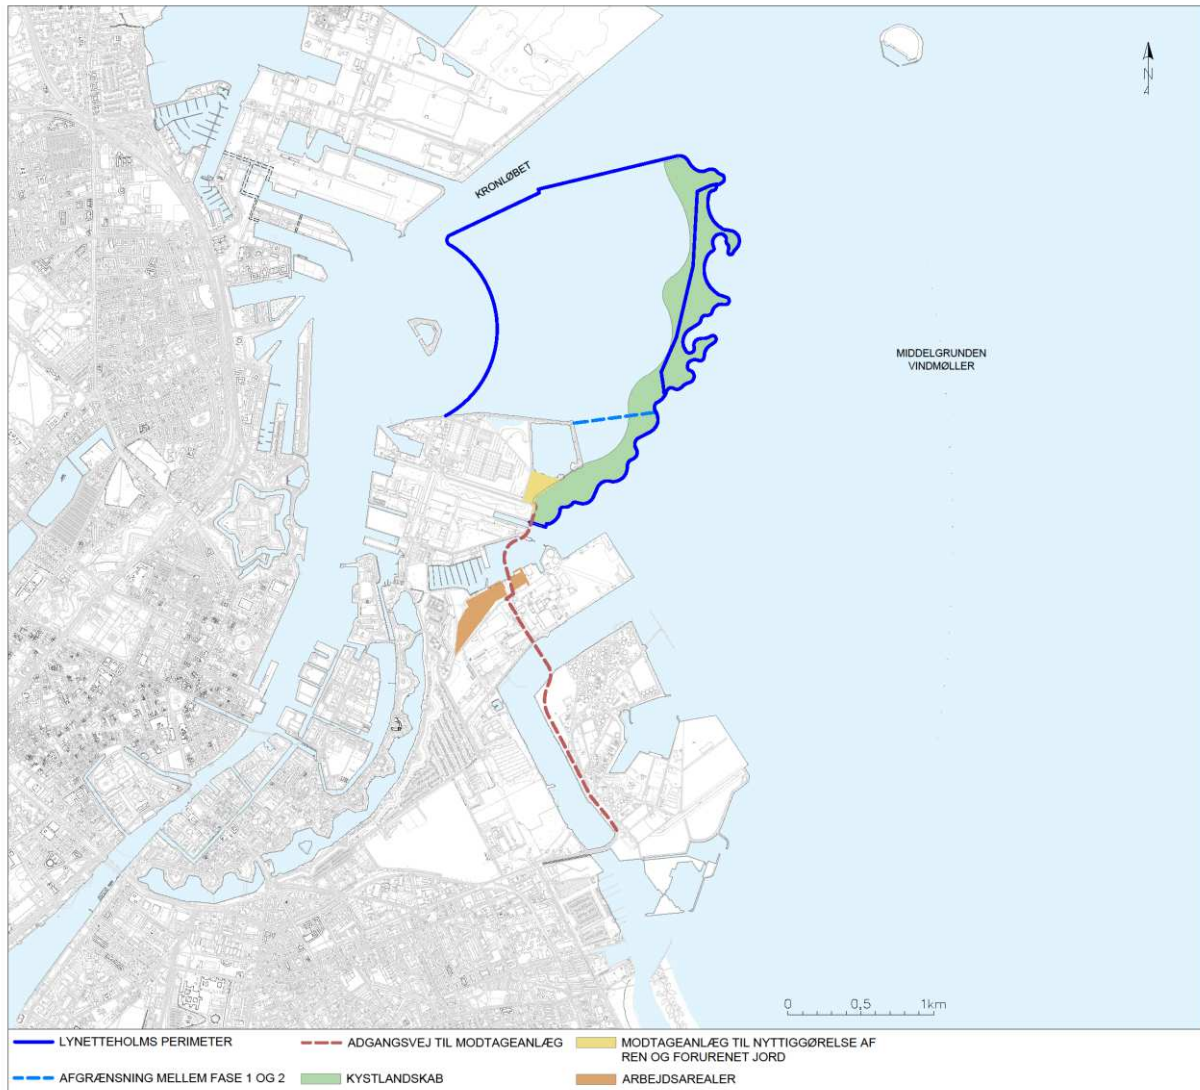 KRONLØBET
N
MIDDELGRUNDEN
VINDMØLLER
0 0,5 1km
LYNETTEHOLMS PERIMETER
ADGANGSVEJ TIL MODTAGEANLÆG
MODTAGEANLÆG TIL NYTTIGGØRELSE AF
REN OG FORURENET JORD
AFGRÆNSNING MELLEM FASE 1 OG 2
KYSTLANDSKAB
ARBEJDSAREALER